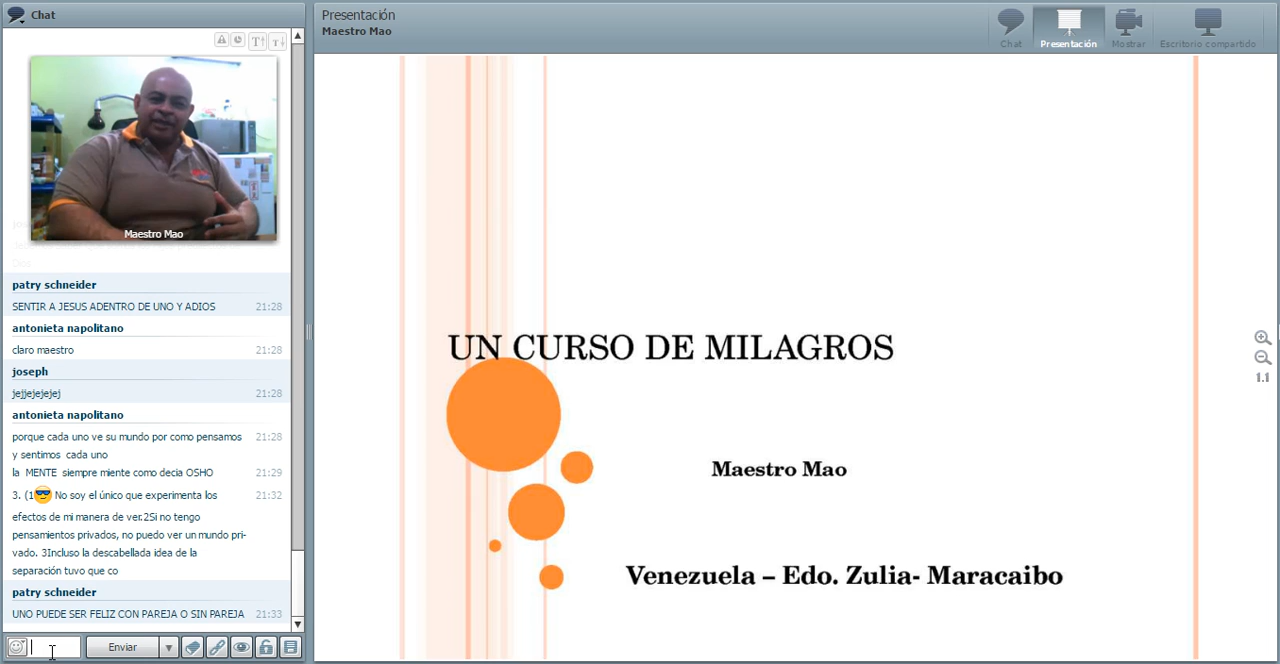 Chat
Maestro Mao
patry schneider
SENTIR A JESUS ADENTRO DE UNO Y ADIOS 21:28
antonieta napolitano
claro maestro 21:28
joseph
jejjejejejej 21:28
antonieta napolitano
porque cada uno ve su mundo por como pensamos 21:28
y sentimos cada uno
la MENTE siempre miente como decia OSHO 21:29
3. (1😎 No soy el único que experimenta los 21:32
efectos de mi manera de ver.2Si no tengo
pensamientos privados, no puedo ver un mundo pri-
vado. 3Incluso la descabellada idea de la
separación tuvo que co
patry schneider
UNO PUEDE SER FELIZ CON PAREJA O SIN PAREJA 21:33
Enviar
Presentación
Maestro Mao
Chat
Presentación
Mostrar
Escritorio compartido
UN CURSO DE MILAGROS
Maestro Mao
Venezuela – Edo. Zulia- Maracaibo
1.1